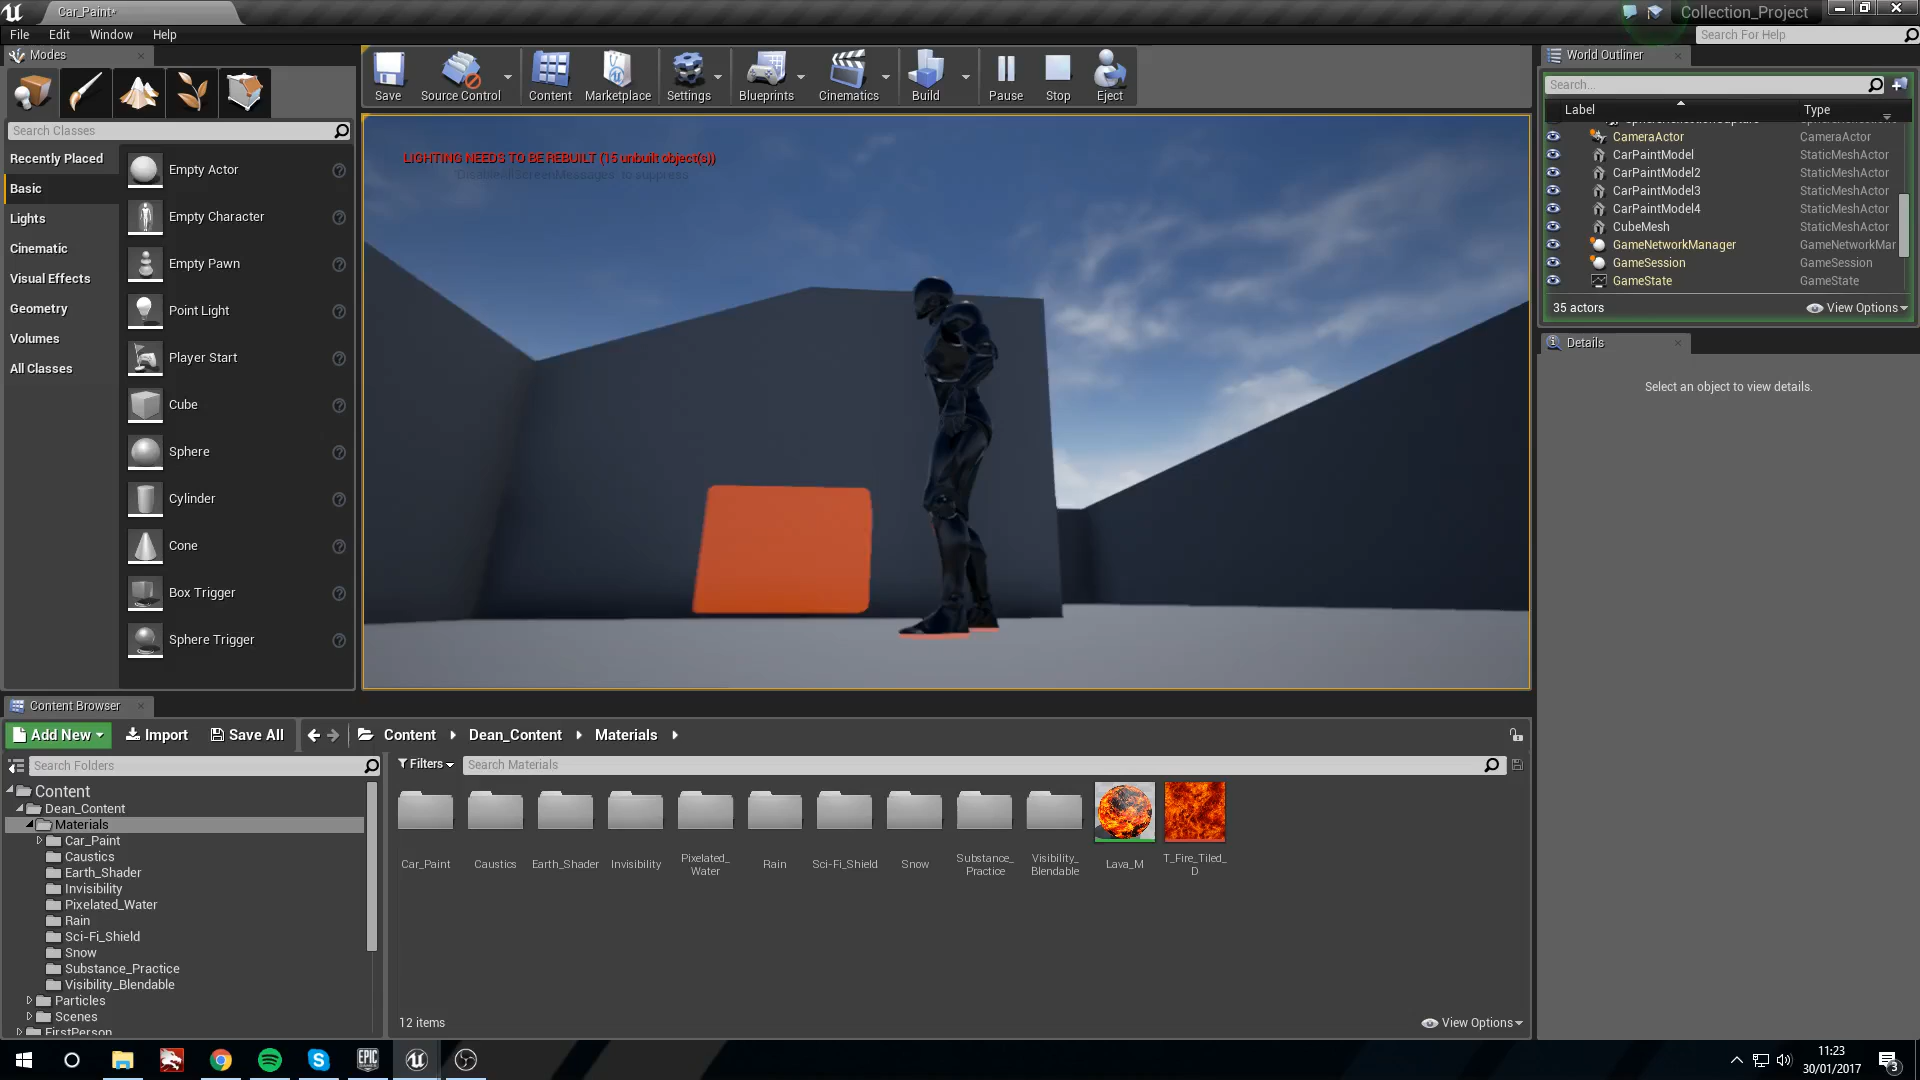 Car_Paint*
Collection_Project
File Edit Window Help
Search For Help
Modes
Search Classes
Recently Placed
Basic
Lights
Cinematic
Visual Effects
Geometry
Volumes
All Classes
Empty Actor
Empty Character
Empty Pawn
Point Light
Player Start
Cube
Sphere
Cylinder
Cone
Box Trigger
Sphere Trigger
Save
Source Control
Content
Marketplace
Settings
Blueprints
Cinematics
Build
Pause
Stop
Eject
LIGHTING NEEDS TO BE REBUILT (15 unbuilt object(s))
'DisableAllScreenMessages' to suppress
World Outliner
Search...
Label Type
CameraActor CameraActor
CarPaintModel StaticMeshActor
CarPaintModel2 StaticMeshActor
CarPaintModel3 StaticMeshActor
CarPaintModel4 StaticMeshActor
CubeMesh StaticMeshActor
GameNetworkManager GameNetworkMar
GameSession GameSession
GameState GameState
35 actors
View Options
Details
Select an object to view details.
Content Browser
Add New Import Save All Content Dean_Content Materials
Search Folders
Content
Dean_Content
Materials
Car_Paint
Caustics
Earth_Shader
Invisibility
Pixelated_Water
Rain
Sci-Fi_Shield
Snow
Substance_Practice
Visibility_Blendable
Particles
Scenes
FirstPerson
Filters
Search Materials
Car_Paint
Caustics
Earth_Shader
Invisibility
Pixelated_
Water
Rain
Sci-Fi_Shield
Snow
Substance_
Practice
Visibility_
Blendable
Lava_M
T_Fire_Tiled_
D
12 items
View Options
EPIC
GAMES
11:23
30/01/2017
3